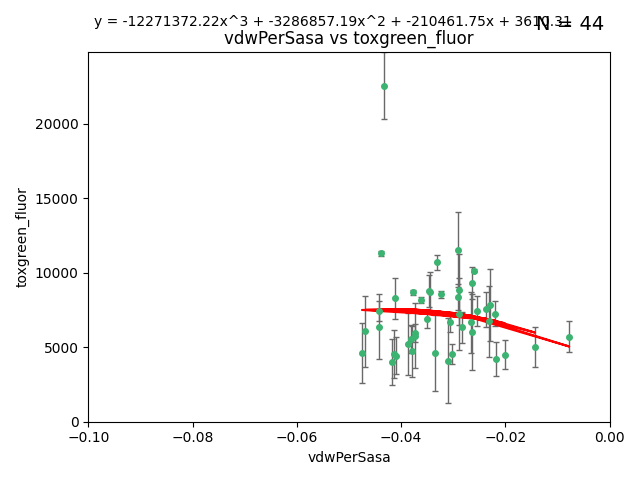 y = -12271372.22x^3 + -3286857.19x^2 + -210461.75x + 3610.31
N = 44
vdwPerSasa vs toxgreen_fluor
toxgreen_fluor
20000
15000
10000
5000
0
−0.10 −0.08 −0.06 −0.04 −0.02 0.00
vdwPerSasa